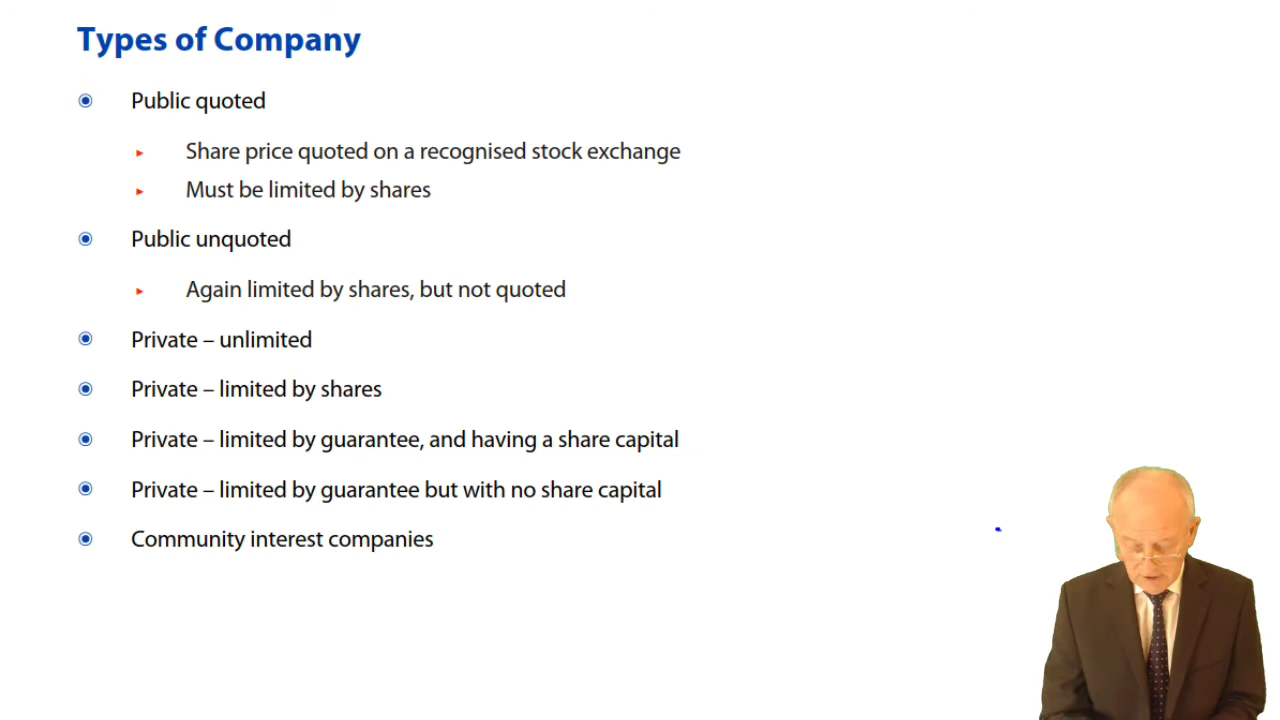 Types of Company
Public quoted
Share price quoted on a recognised stock exchange
Must be limited by shares
Public unquoted
Again limited by shares, but not quoted
Private – unlimited
Private – limited by shares
Private – limited by guarantee, and having a share capital
Private – limited by guarantee but with no share capital
Community interest companies